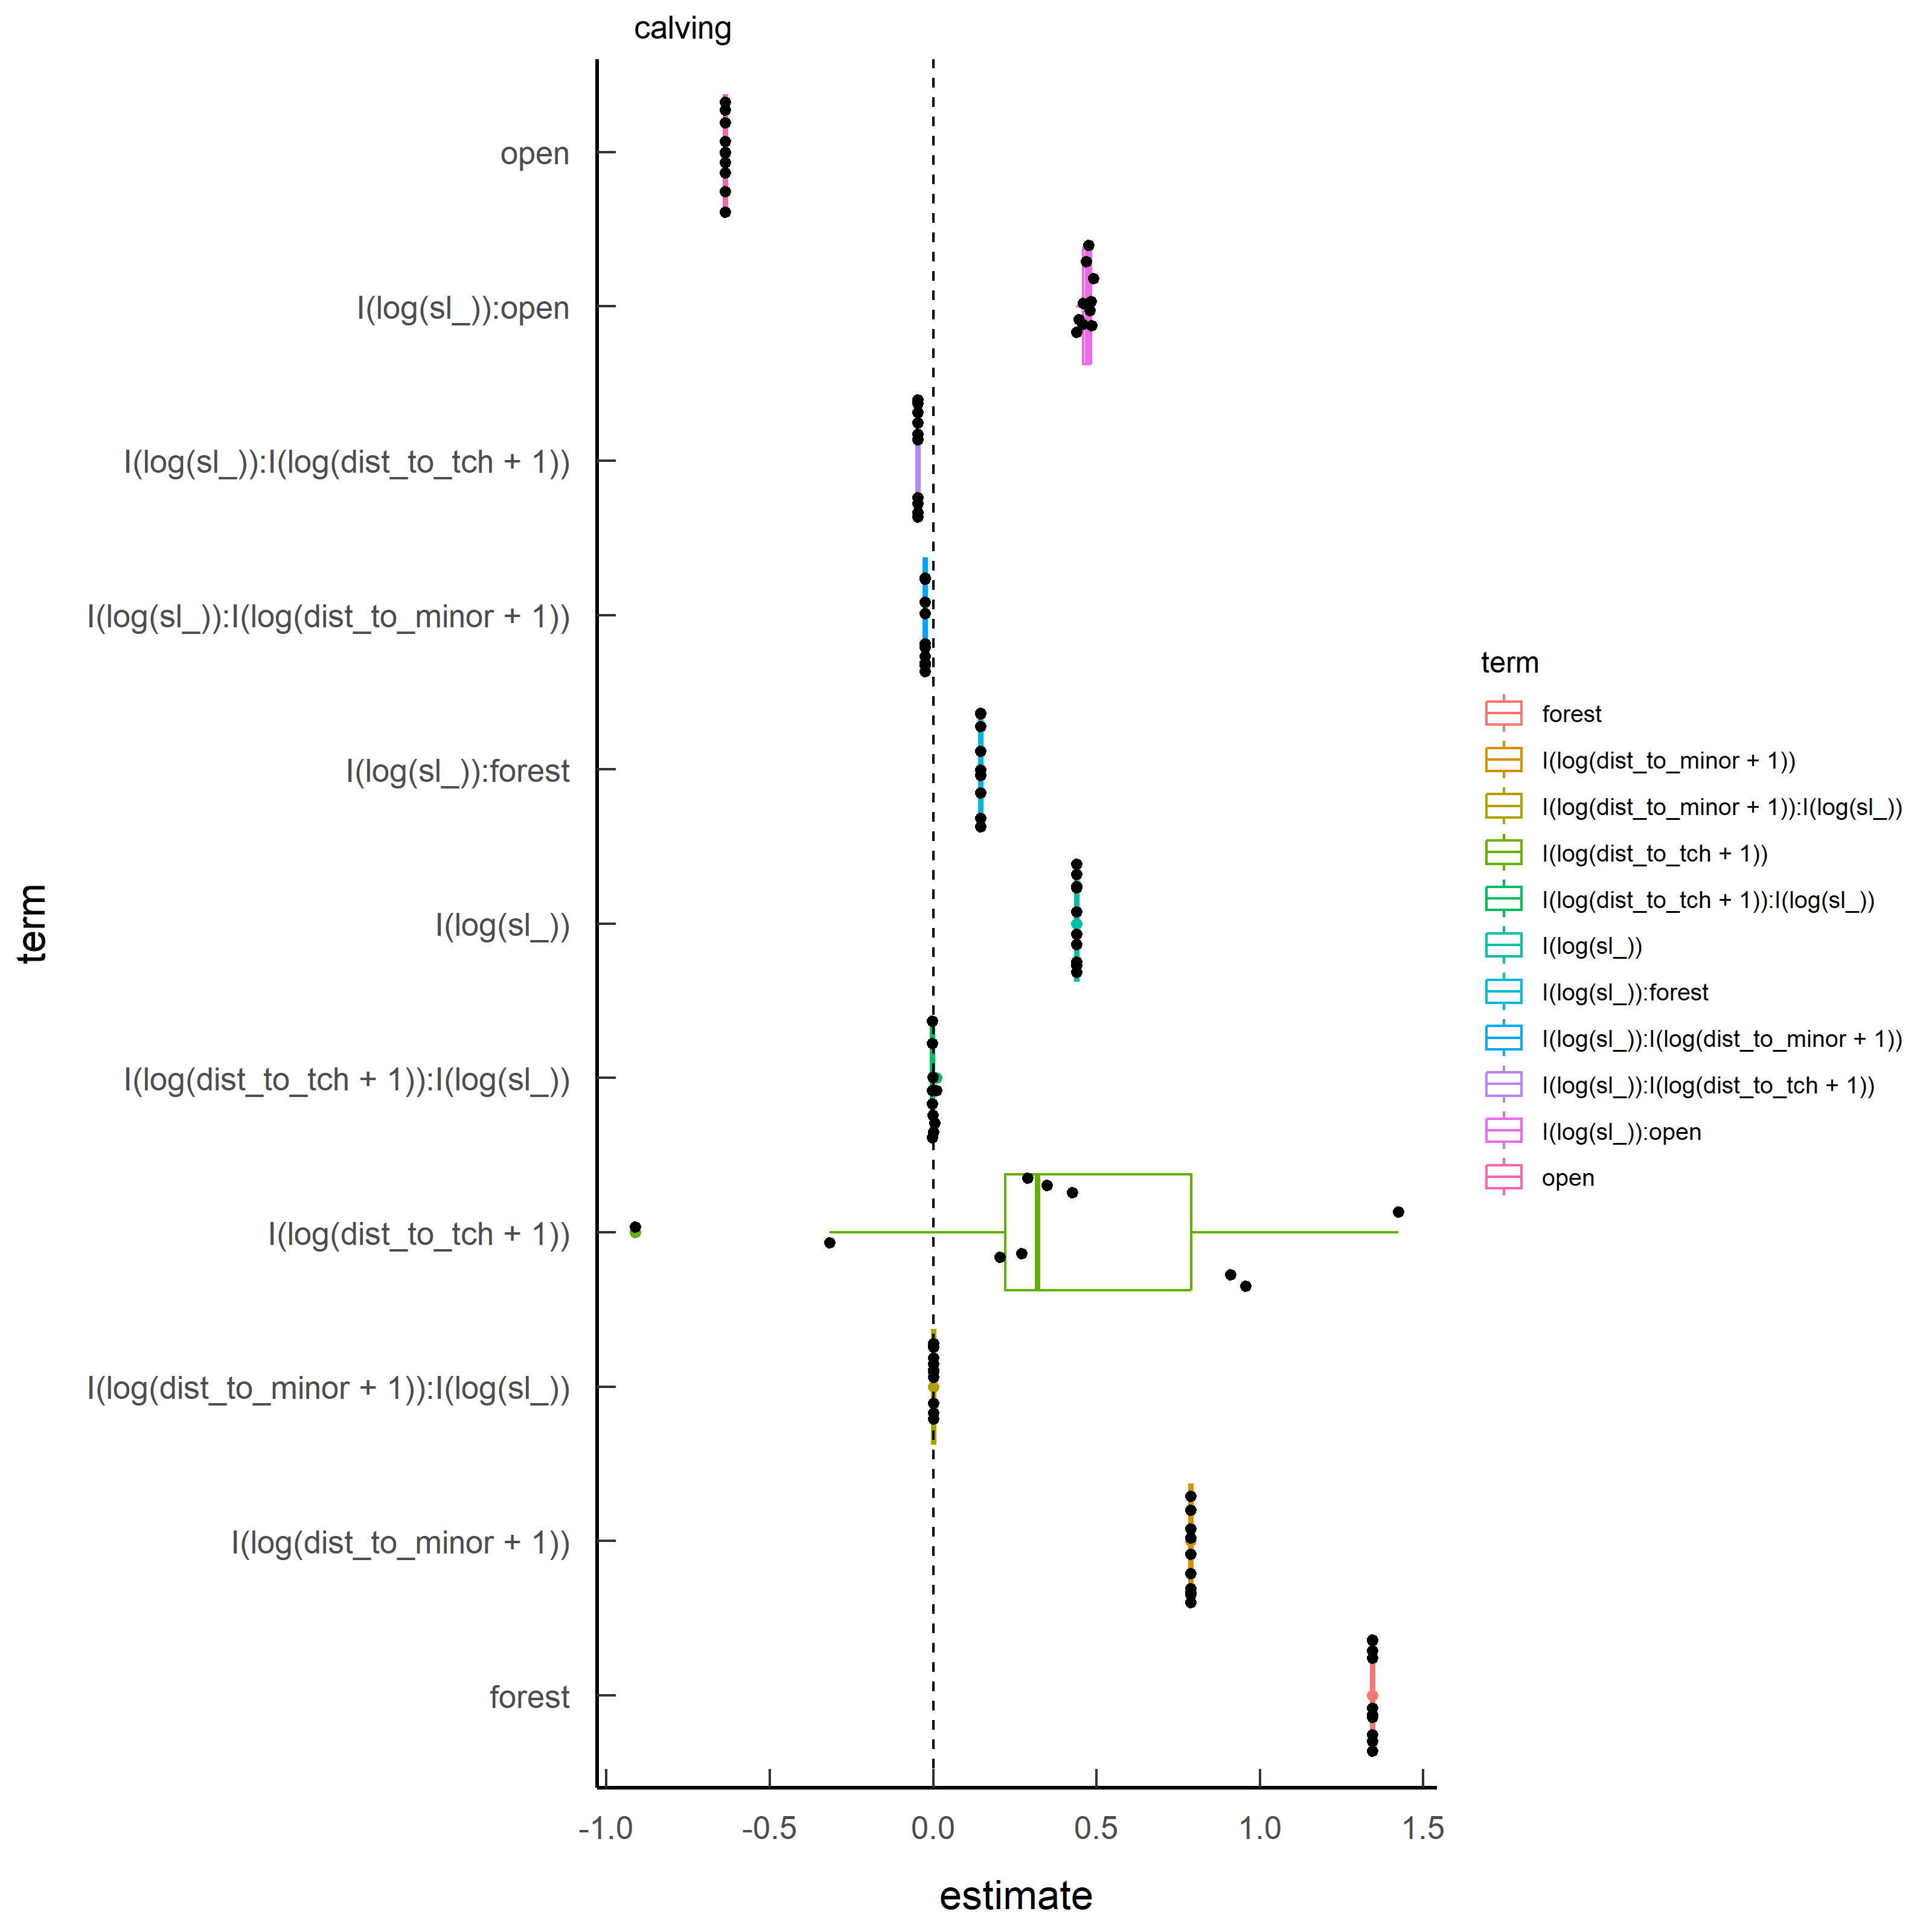 calving
open
I(log(sl_)):open
I(log(sl_)):I(log(dist_to_tch + 1))
I(log(sl_)):I(log(dist_to_minor + 1))
I(log(sl_)):forest
I(log(sl_))
I(log(dist_to_tch + 1)):I(log(sl_))
I(log(dist_to_tch + 1))
I(log(dist_to_minor + 1)):I(log(sl_))
I(log(dist_to_minor + 1))
forest
term
-1.0 -0.5 0.0 0.5 1.0 1.5
estimate
term
forest
I(log(dist_to_minor + 1))
I(log(dist_to_minor + 1)):I(log(sl_))
I(log(dist_to_tch + 1))
I(log(dist_to_tch + 1)):I(log(sl_))
I(log(sl_))
I(log(sl_)):forest
I(log(sl_)):I(log(dist_to_minor + 1))
I(log(sl_)):I(log(dist_to_tch + 1))
I(log(sl_)):open
open